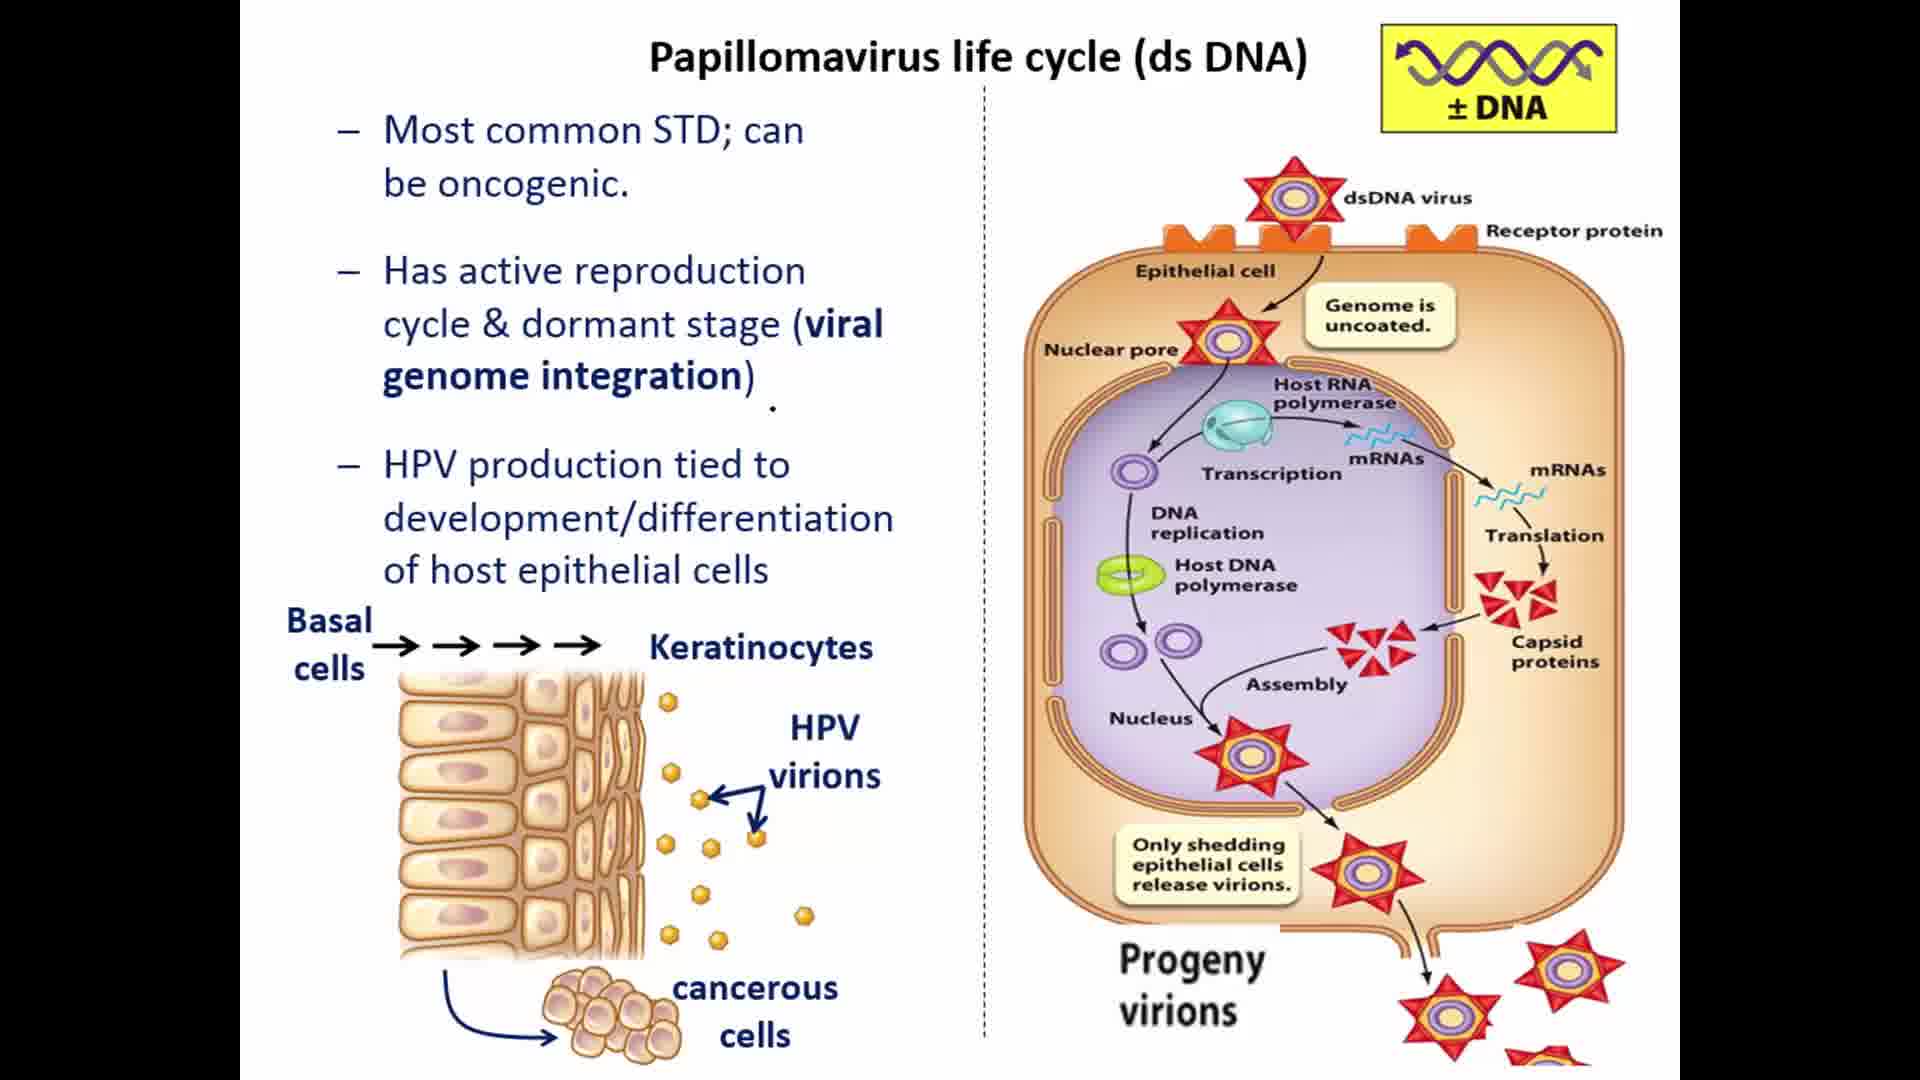 Papillomavirus life cycle (ds DNA)
± DNA
– Most common STD; can
be oncogenic.
– Has active reproduction
cycle & dormant stage (viral
genome integration)
– HPV production tied to
development/differentiation
of host epithelial cells
Basal
cells
Keratinocytes
HPV
virions
cancerous
cells
dsDNA virus
Receptor protein
Epithelial cell
Genome is
uncoated.
Nuclear pore
Host RNA
polymerase
mRNAs
Transcription
mRNAs
DNA
replication
Translation
Host DNA
polymerase
Capsid
proteins
Assembly
Nucleus
Only shedding
epithelial cells
release virions.
Progeny
virions